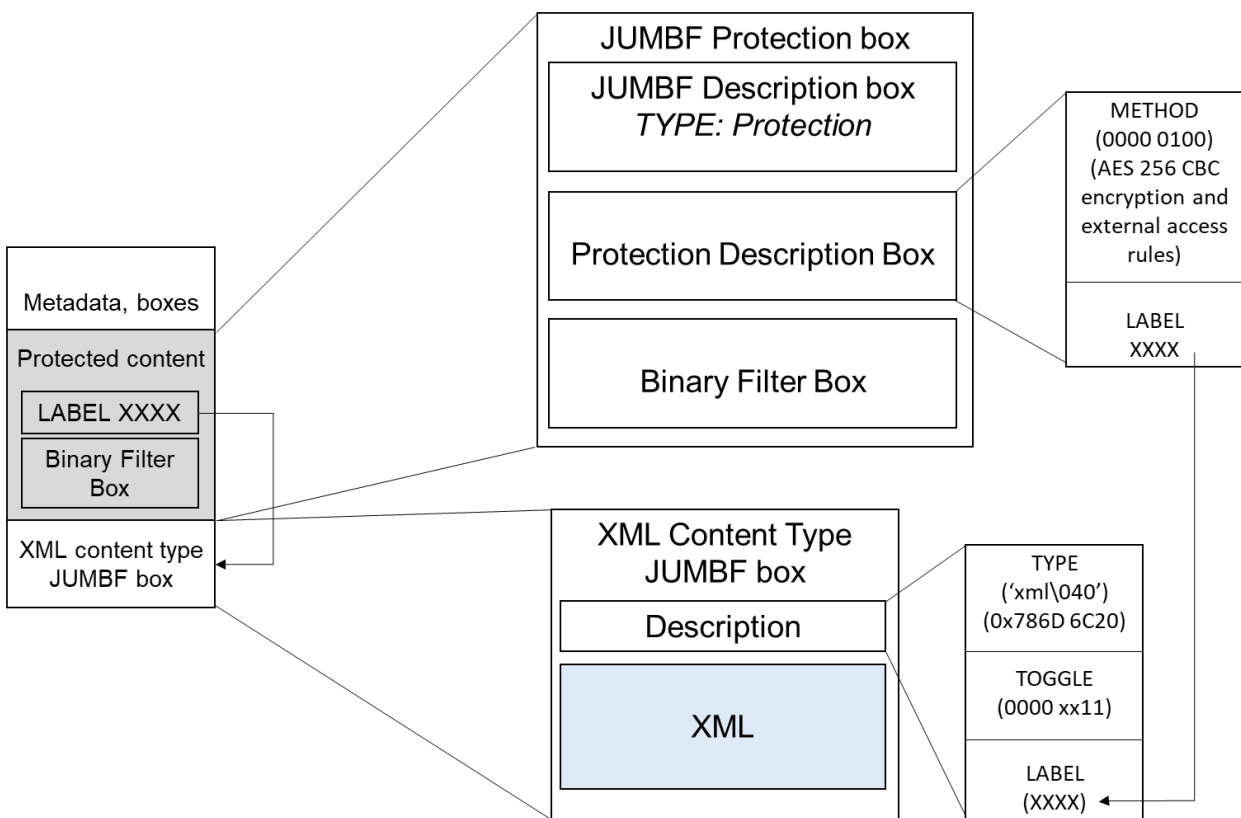 Metadata, boxes
Protected content
LABEL XXXX
Binary Filter
Box
XML content type
JUMBF box
JUMBF Protection box
JUMBF Description box
TYPE: Protection
Protection Description Box
Binary Filter Box
METHOD
(0000 0100)
(AES 256 CBC
encryption and
external access
rules)
LABEL
XXXX
XML Content Type
JUMBF box
Description
XML
TYPE
(‘xml\040’)
(0x786D 6C20)
TOGGLE
(0000 xx11)
LABEL
(XXXX)